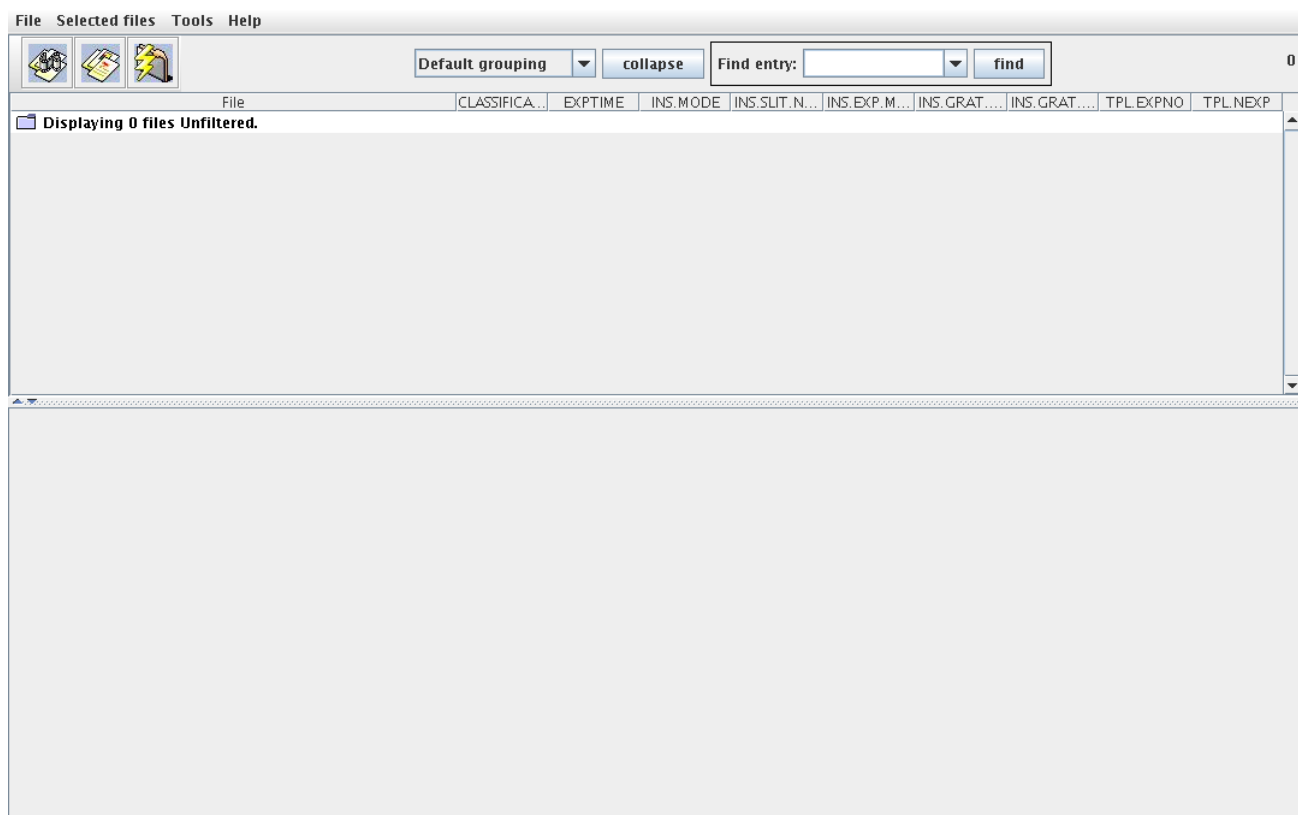 File Selected files Tools Help
Default grouping collapse Find entry: find 0
File CLASSIFICA... EXPTIME INS.MODE INS.SLIT.N... INS.EXP.M... INS.GRAT.... INS.GRAT.... TPL.EXPNO TPL.NEXP
Displaying 0 files Unfiltered.